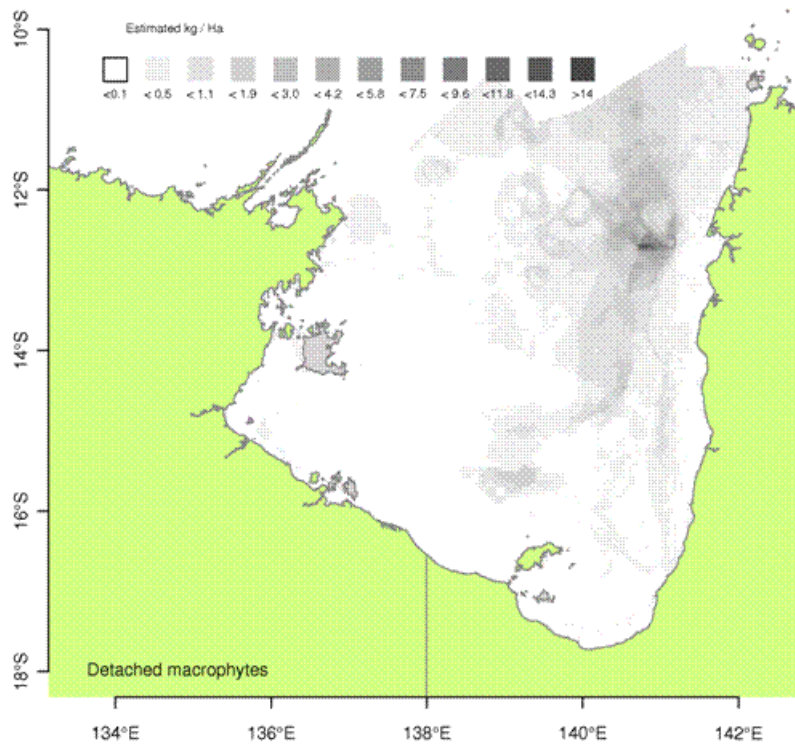 Estimated kg / Ha
<0.1 <0.5 <1.1 <1.9 <3.0 <4.2 <5.8 <7.5 <9.6 <11.8 <14.3 >14
10°S
12°S
14°S
16°S
18°S
Detached macrophytes
134°E 136°E 138°E 140°E 142°E